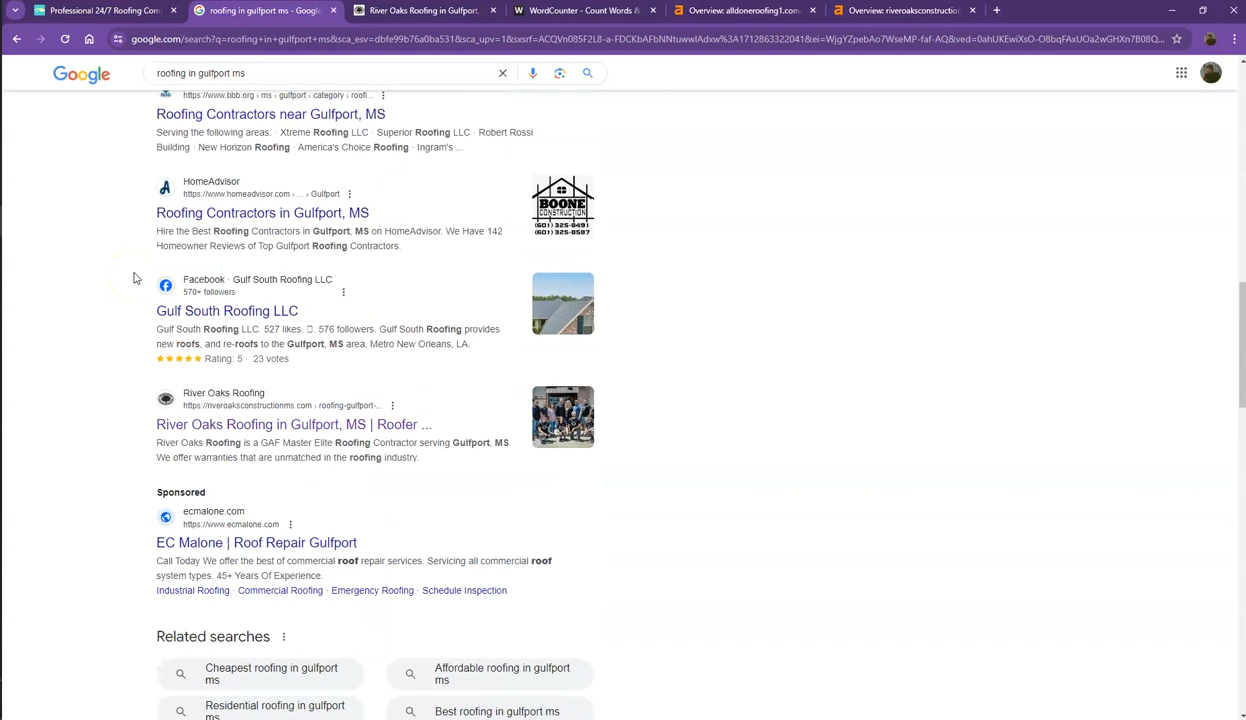 Professional 24/7 Roofing Com
roofing in gulfport ms - Google
River Oaks Roofing in Gulfport,
WordCounter - Count Words &
Overview: alldoneroofing1.com
Overview: riveroaksconstruction
google.com/search?q=roofing+in+gulfport+ms&sca_esv=dbfe99b76a0ba531&sca_upv=1&sxsrf=ACQVn085F2L8-a-FDCKbAFbNNtuwwlAdxw%3A1712863322041&ei=WjgYZpebAo7WseMP-faf-AQ&ved=0ahUKEwiXsO-O8bqFAxUOa2wGHXn7B08Q...
Google
roofing in gulfport ms
https://www.bbb.org › ms › gulfport › category › roofi...
Roofing Contractors near Gulfport, MS
Serving the following areas: · Xtreme Roofing LLC · Superior Roofing LLC · Robert Rossi
Building · New Horizon Roofing · America's Choice Roofing · Ingram's ...
HomeAdvisor
https://www.homeadvisor.com › ... › Gulfport
Roofing Contractors in Gulfport, MS
Hire the Best Roofing Contractors in Gulfport, MS on HomeAdvisor. We Have 142
Homeowner Reviews of Top Gulfport Roofing Contractors.
BOONE
CONSTRUCTION
(601) 325-8491
(601) 325-8587
Facebook · Gulf South Roofing LLC
570+ followers
Gulf South Roofing LLC
Gulf South Roofing LLC. 527 likes. 576 followers. Gulf South Roofing provides
new roofs, and re-roofs to the Gulfport, MS area, Metro New Orleans, LA.
Rating: 5 · 23 votes
River Oaks Roofing
https://riveroaksconstructionms.com › roofing-gulfport-...
River Oaks Roofing in Gulfport, MS | Roofer ...
River Oaks Roofing is a GAF Master Elite Roofing Contractor serving Gulfport, MS.
We offer warranties that are unmatched in the roofing industry.
Sponsored
ecmalone.com
https://www.ecmalone.com
EC Malone | Roof Repair Gulfport
Call Today We offer the best of commercial roof repair services. Servicing all commercial roof
system types. 45+ Years Of Experience.
Industrial Roofing · Commercial Roofing · Emergency Roofing · Schedule Inspection
Related searches
Cheapest roofing in gulfport
ms
Affordable roofing in gulfport
ms
Residential roofing in gulfport
ms
Best roofing in gulfport ms